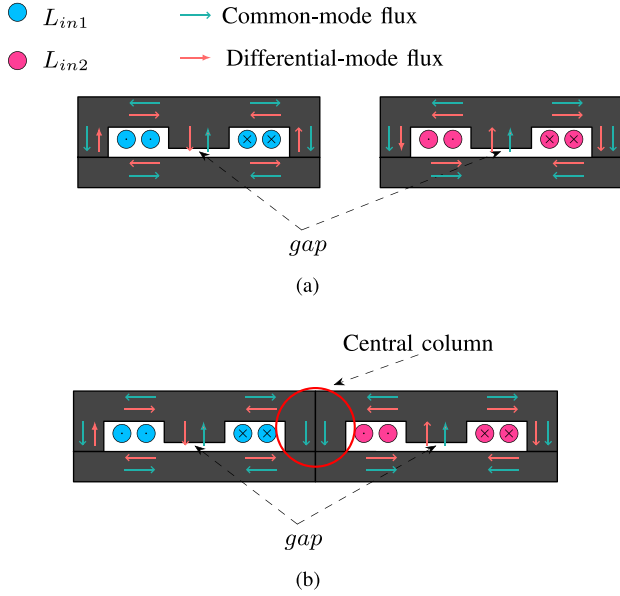 L_{in1} Common-mode flux
L_{in2} Differential-mode flux
gap
(a)
Central column
gap
(b)